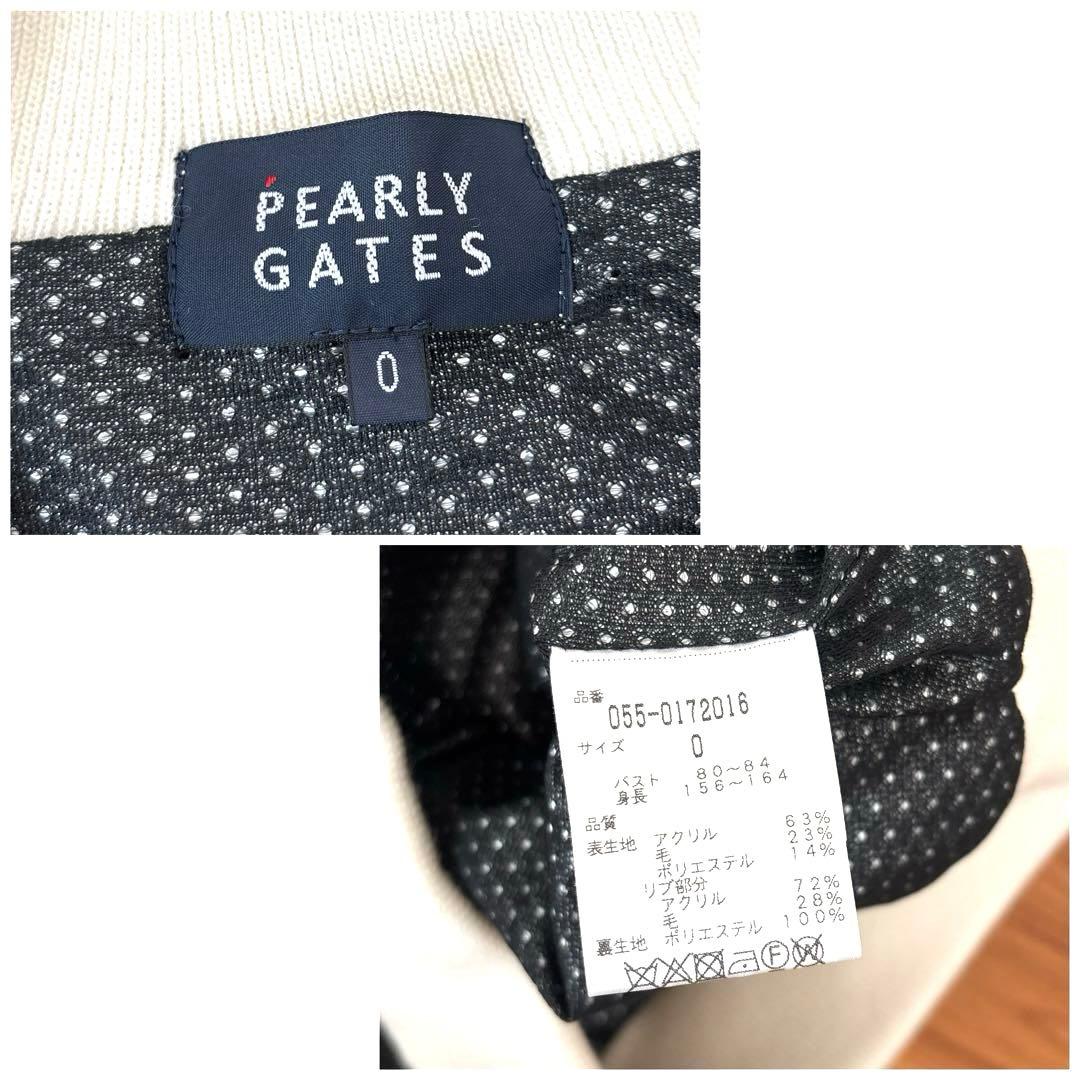 PEARLY
GATES
0
品番
055-0172016
サイズ 0
バスト 80〜84
身長 156〜164
品質
表生地 アクリル 63%
毛 23%
ポリエステル 14%
リブ部分
アクリル 72%
毛 28%
裏生地 ポリエステル 100%
F W